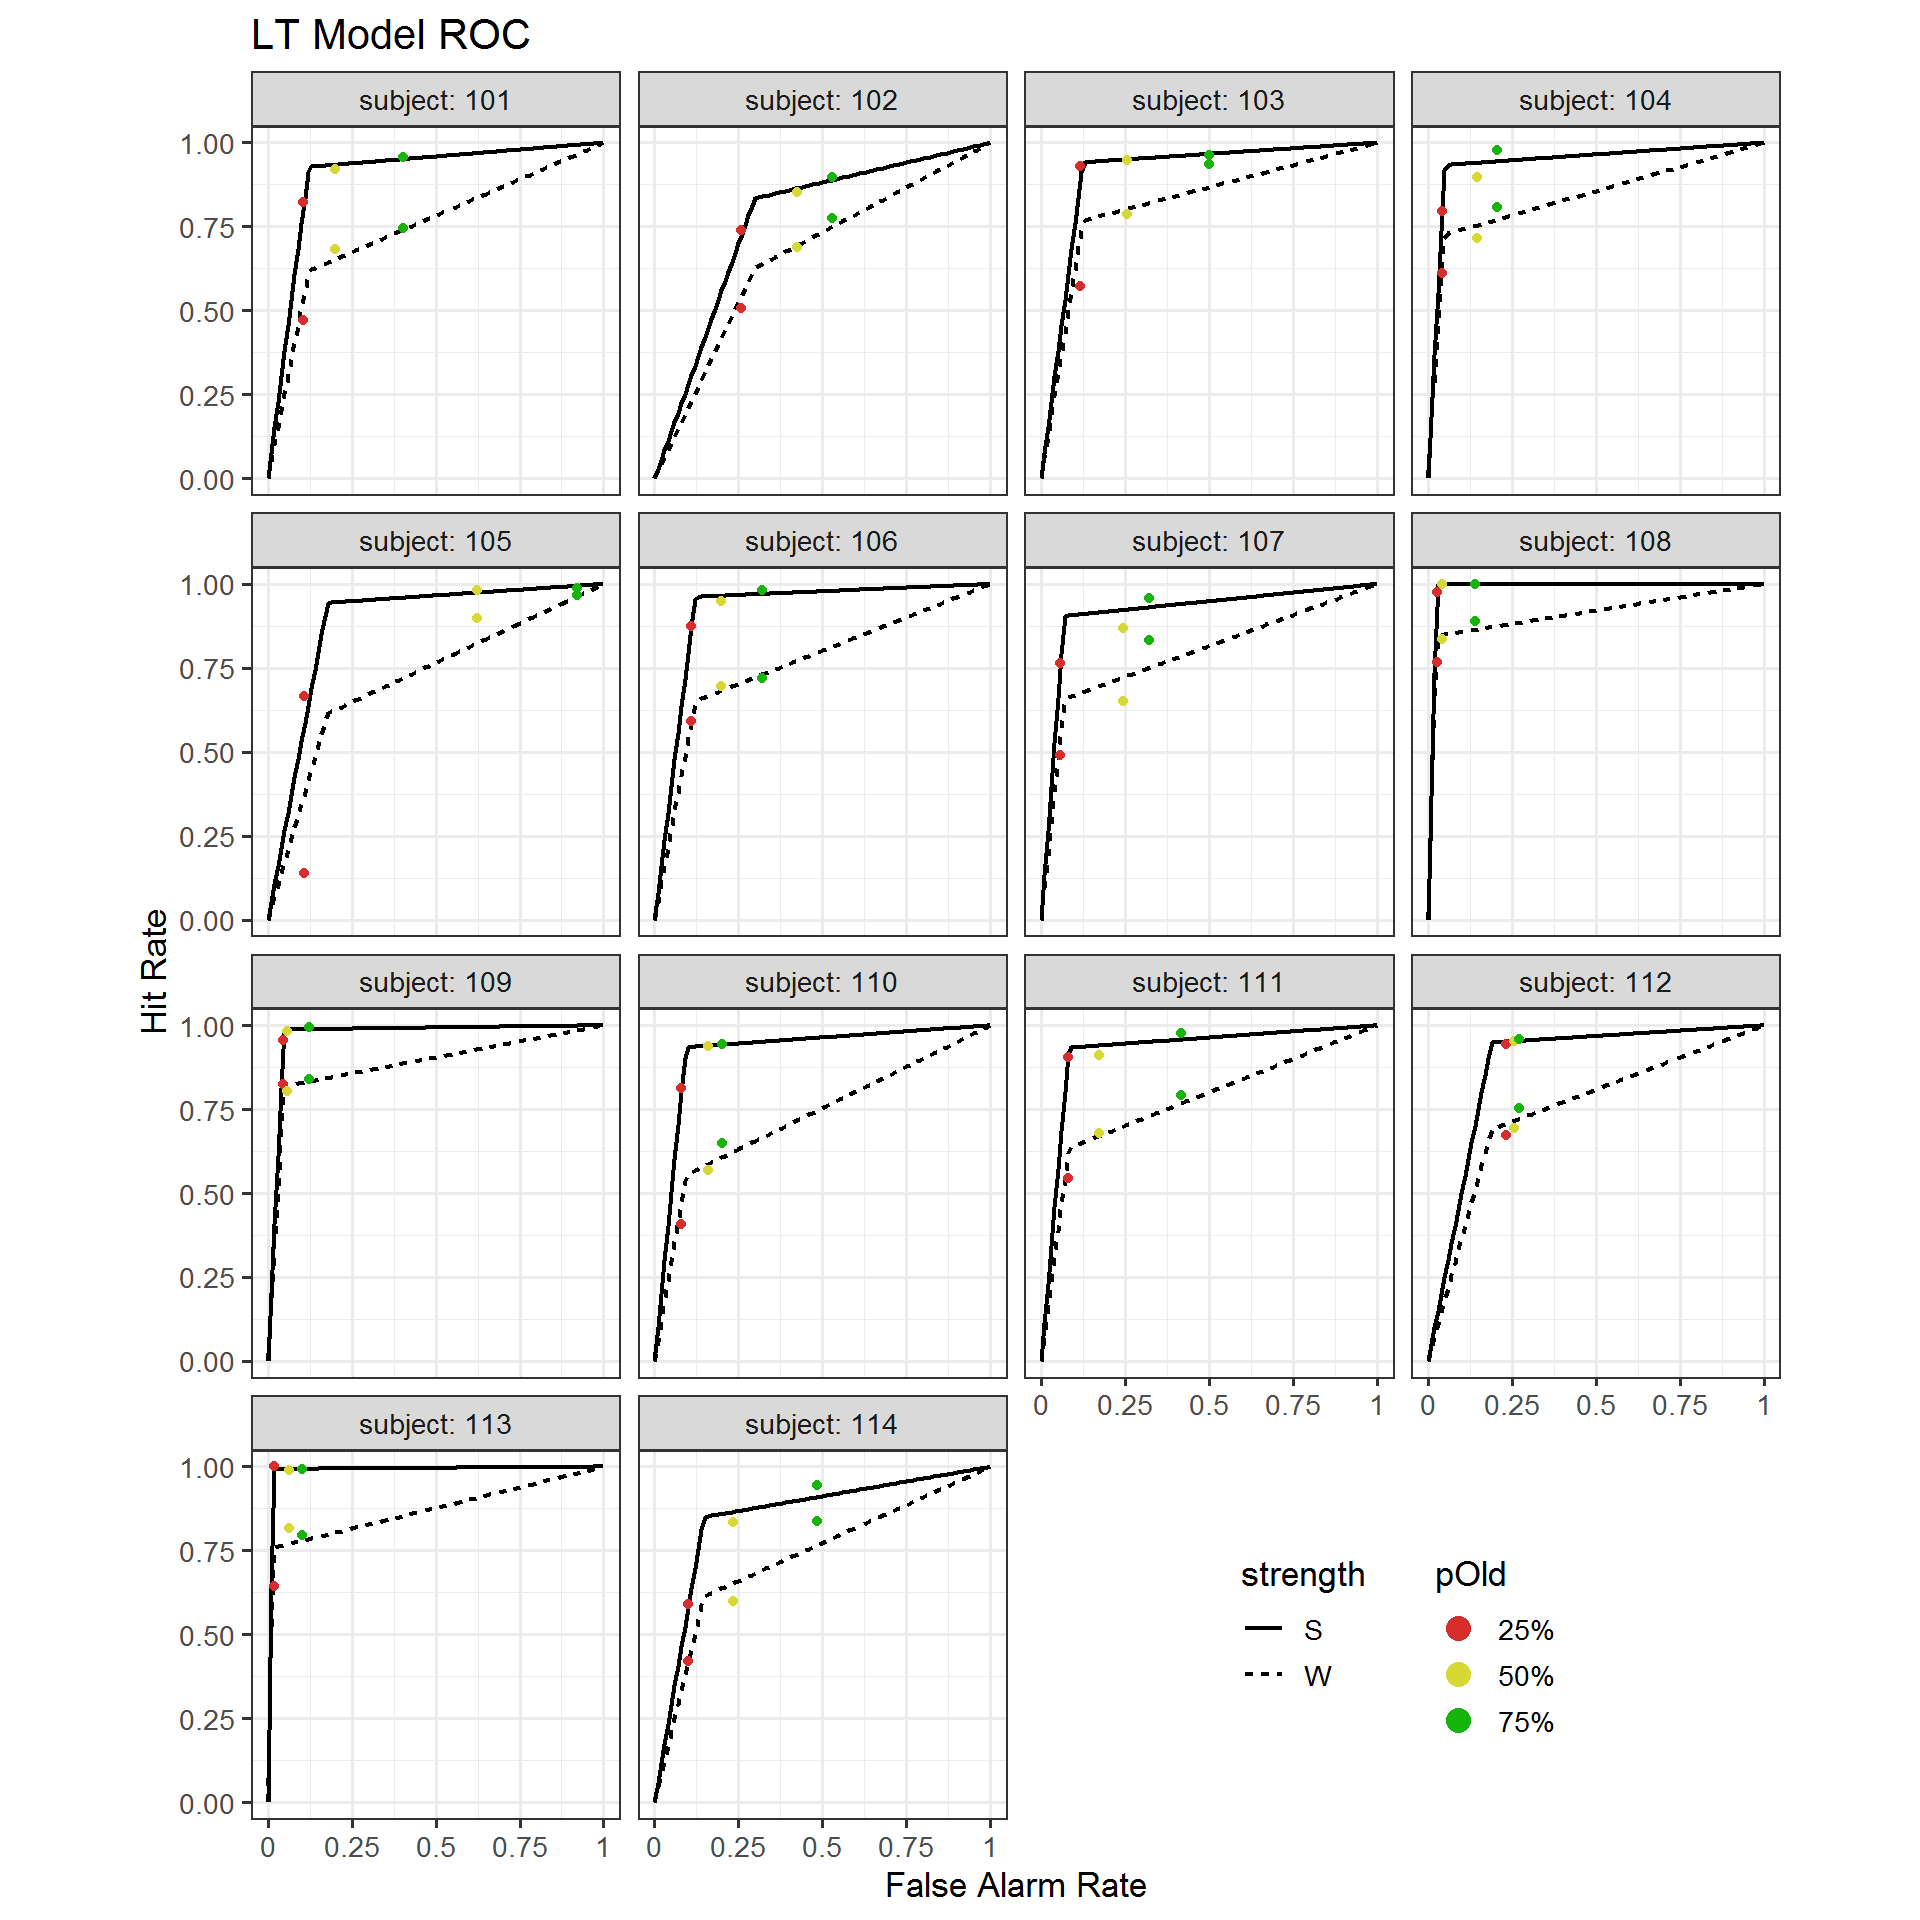 LT Model ROC
subject: 101
subject: 102
subject: 103
subject: 104
1.00
0.75
0.50
0.25
0.00
subject: 105
subject: 106
subject: 107
subject: 108
1.00
0.75
0.50
0.25
0.00
Hit Rate
subject: 109
subject: 110
subject: 111
subject: 112
1.00
0.75
0.50
0.25
0.00
0 0.25 0.5 0.75 1
0 0.25 0.5 0.75 1
subject: 113
subject: 114
1.00
0.75
0.50
0.25
0.00
0 0.25 0.5 0.75 1
0 0.25 0.5 0.75 1
strength
S
W
pOld
25%
50%
75%
False Alarm Rate